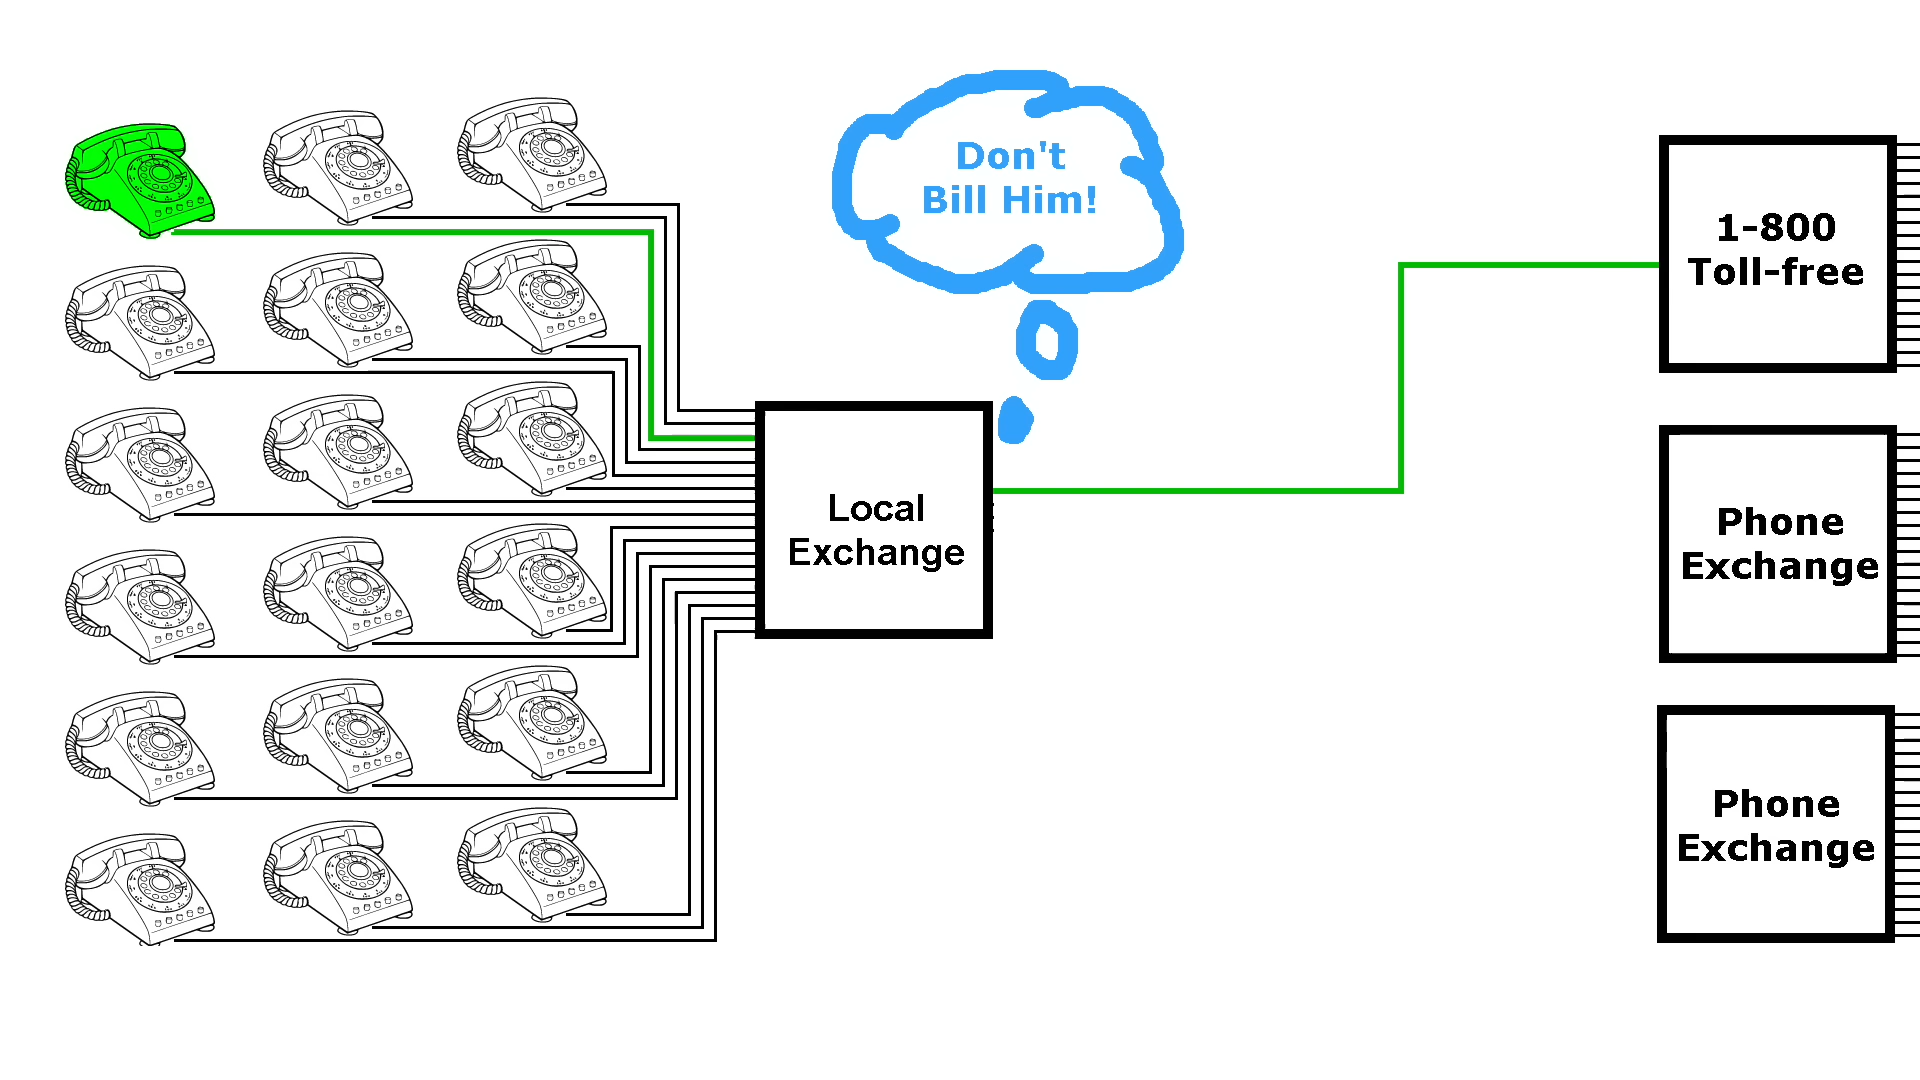 Don't
Bill Him!
1-800
Toll-free
Local
Exchange
Phone
Exchange
Phone
Exchange